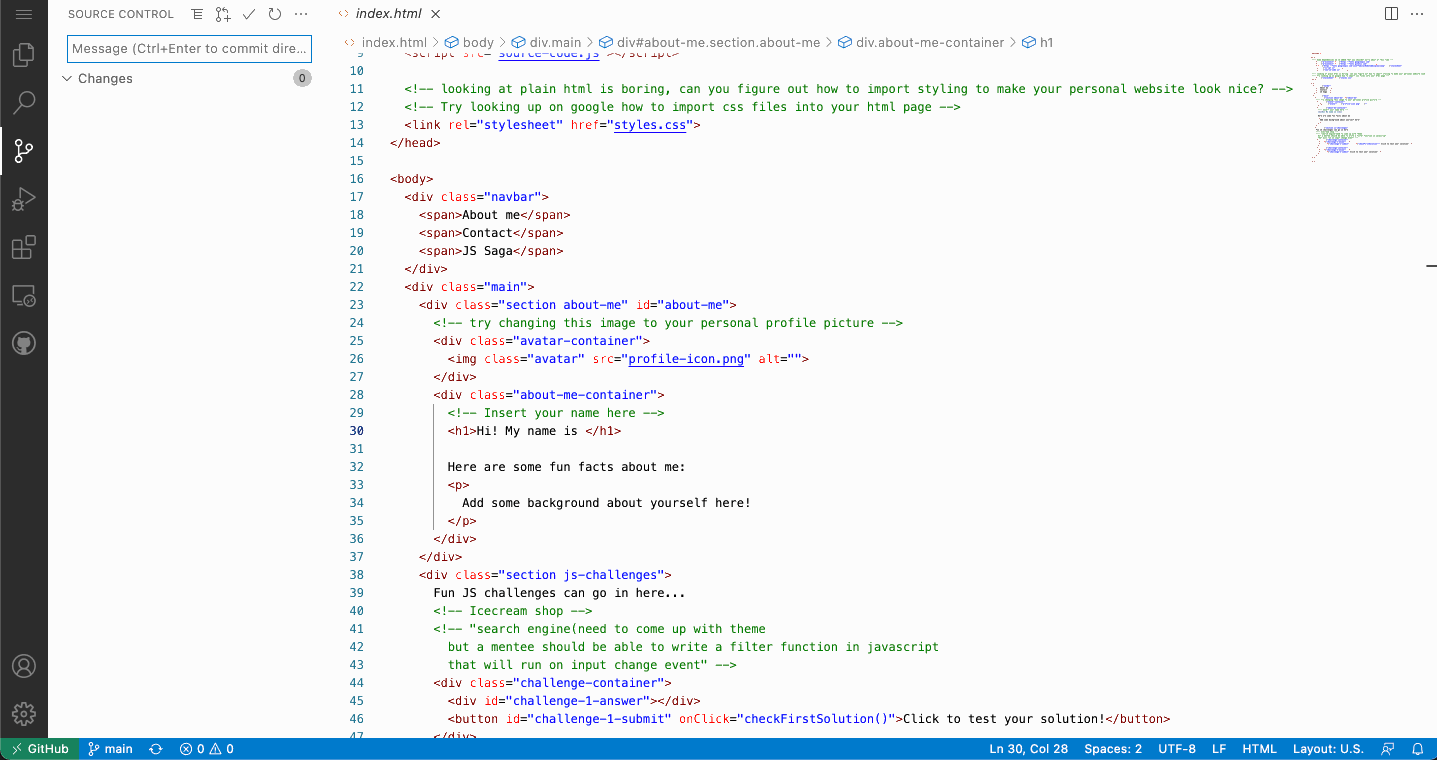 SOURCE CONTROL
Message (Ctrl+Enter to commit dire...
Changes
0
index.html
index.html > body > div.main > div#about-me.section.about-me > div.about-me-container > h1
9 <script src="source-code.js"></script>
10
11 <!-- looking at plain html is boring, can you figure out how to import styling to make your personal website look nice? -->
12 <!-- Try looking up on google how to import css files into your html page -->
13 <link rel="stylesheet" href="styles.css">
14 </head>
15
16 <body>
17 <div class="navbar">
18 <span>About me</span>
19 <span>Contact</span>
20 <span>JS Saga</span>
21 </div>
22 <div class="main">
23 <div class="section about-me" id="about-me">
24 <!-- try changing this image to your personal profile picture -->
25 <div class="avatar-container">
26 <img class="avatar" src="profile-icon.png" alt="">
27 </div>
28 <div class="about-me-container">
29 <!-- Insert your name here -->
30 <h1>Hi! My name is </h1>
31
32 Here are some fun facts about me:
33 <p>
34 Add some background about yourself here!
35 </p>
36 </div>
37 </div>
38 <div class="section js-challenges">
39 Fun JS challenges can go in here...
40 <!-- Icecream shop -->
41 <!-- "search engine(need to come up with theme
42 but a mentee should be able to write a filter function in javascript
43 that will run on input change event" -->
44 <div class="challenge-container">
45 <div id="challenge-1-answer"></div>
46 <button id="challenge-1-submit" onClick="checkFirstSolution()">Click to test your solution!</button>
47 </div>
GitHub main 0 0 Ln 30, Col 28 Spaces: 2 UTF-8 LF HTML Layout: U.S.